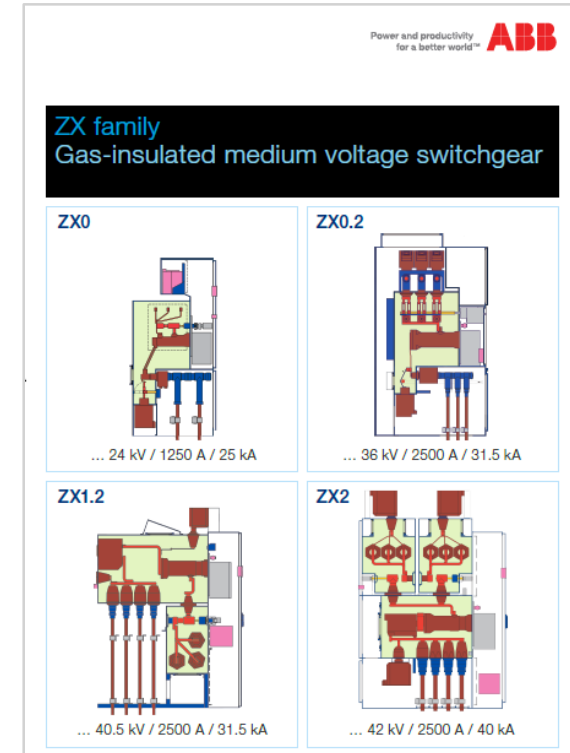 Power and productivity
for a better world™
ABB
ZX family
Gas-insulated medium voltage switchgear
ZX0
ZX0.2
... 24 kV / 1250 A / 25 kA
... 36 kV / 2500 A / 31.5 kA
ZX1.2
ZX2
... 40.5 kV / 2500 A / 31.5 kA
... 42 kV / 2500 A / 40 kA